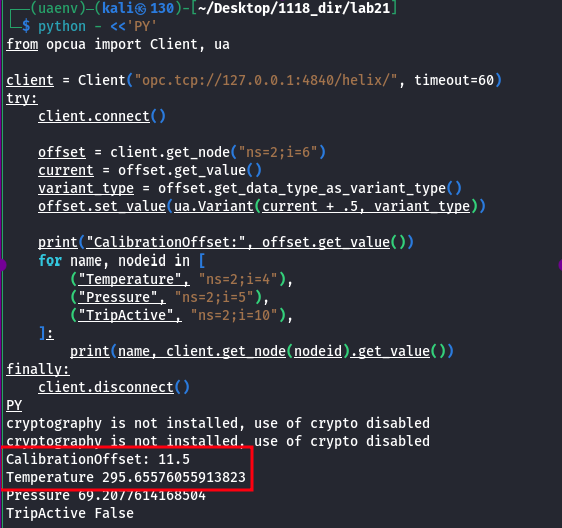 ┌──(uaenv)─(kali㉿130)-[~/Desktop/1118_dir/lab21]
└─$ python - <<'PY'
from opcua import Client, ua

client = Client("opc.tcp://127.0.0.1:4840/helix/", timeout=60)
try:
    client.connect()

    offset = client.get_node("ns=2;i=6")
    current = offset.get_value()
    variant_type = offset.get_data_type_as_variant_type()
    offset.set_value(ua.Variant(current + .5, variant_type))

    print("CalibrationOffset:", offset.get_value())
    for name, nodeid in [
        ("Temperature", "ns=2;i=4"),
        ("Pressure", "ns=2;i=5"),
        ("TripActive", "ns=2;i=10"),
    ]:
        print(name, client.get_node(nodeid).get_value())
finally:
    client.disconnect()
PY
cryptography is not installed, use of crypto disabled
cryptography is not installed, use of crypto disabled
CalibrationOffset: 11.5
Temperature 295.65576055913823
Pressure 69.2077614168504
TripActive False